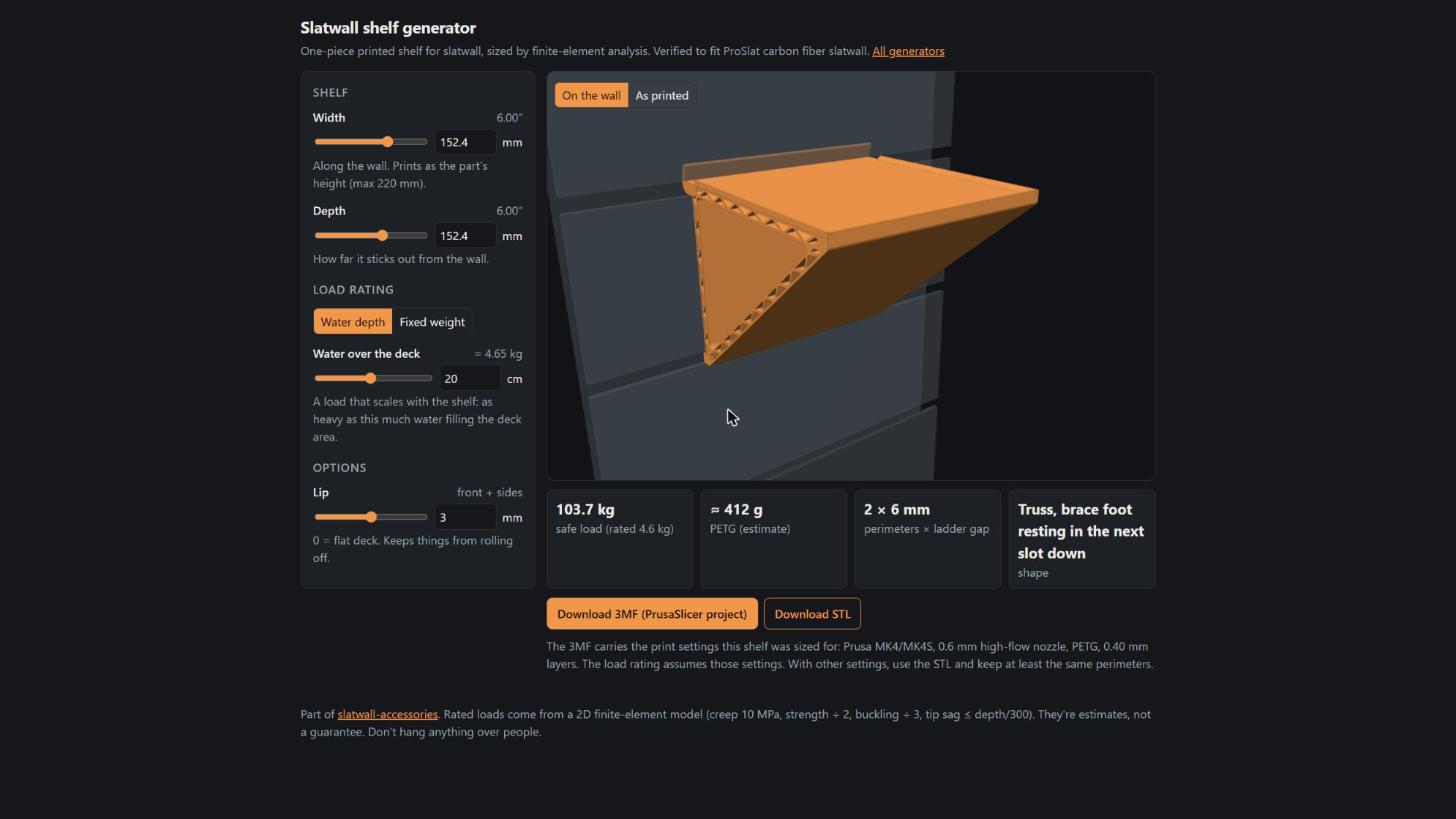 Slatwall shelf generator
One-piece printed shelf for slatwall, sized by finite-element analysis. Verified to fit ProSlat carbon fiber slatwall. All generators
SHELF
Width 6.00″
152.4 mm
Along the wall. Prints as the part's
height (max 220 mm).
Depth 6.00″
152.4 mm
How far it sticks out from the wall.
LOAD RATING
Water depth Fixed weight
Water over the deck = 4.65 kg
20 cm
A load that scales with the shelf: as
heavy as this much water filling the deck
area.
OPTIONS
Lip front + sides
3 mm
0 = flat deck. Keeps things from rolling
off.
On the wall As printed
103.7 kg
safe load (rated 4.6 kg)
≈ 412 g
PETG (estimate)
2 × 6 mm
perimeters × ladder gap
Truss, brace foot
resting in the next
slot down
shape
Download 3MF (PrusaSlicer project) Download STL
The 3MF carries the print settings this shelf was sized for: Prusa MK4/MK4S, 0.6 mm high-flow nozzle, PETG, 0.40 mm
layers. The load rating assumes those settings. With other settings, use the STL and keep at least the same perimeters.
Part of slatwall-accessories. Rated loads come from a 2D finite-element model (creep 10 MPa, strength ÷ 2, buckling ÷ 3, tip sag ≤ depth/300). They're estimates, not
a guarantee. Don't hang anything over people.